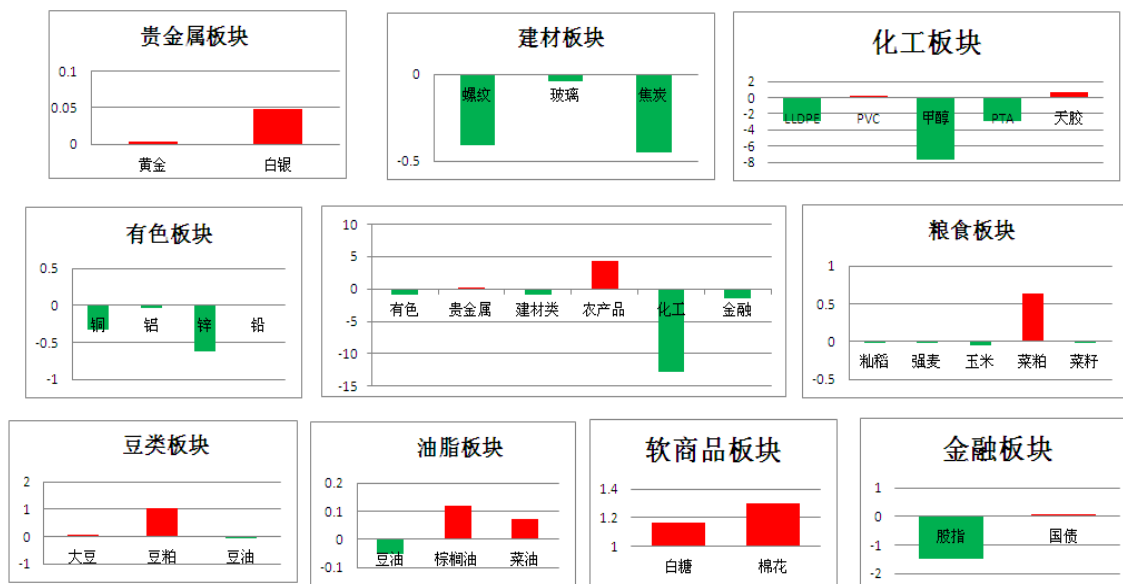 贵金属板块
0.1
0.05
0
黄金 白银
建材板块
0
螺纹 玻璃 焦炭
-0.5
化工板块
2
0
-2
-4
-6
-8
LLDPE PVC 甲醇 PTA 天胶
有色板块
0.5
0
-0.5
-1
铜 铝 锌 铅
10
5
0
-5
-10
-15
有色 贵金属 建材类 农产品 化工 金融
粮食板块
1
0.5
0
-0.5
籼稻 强麦 玉米 菜粕 菜籽
豆类板块
2
1
0
-1
大豆 豆粕 豆油
油脂板块
0.2
0.1
0
-0.1
豆油 棕榈油 菜油
软商品板块
1.4
1.2
1
白糖 棉花
金融板块
1
0
-1
-2
股指 国债